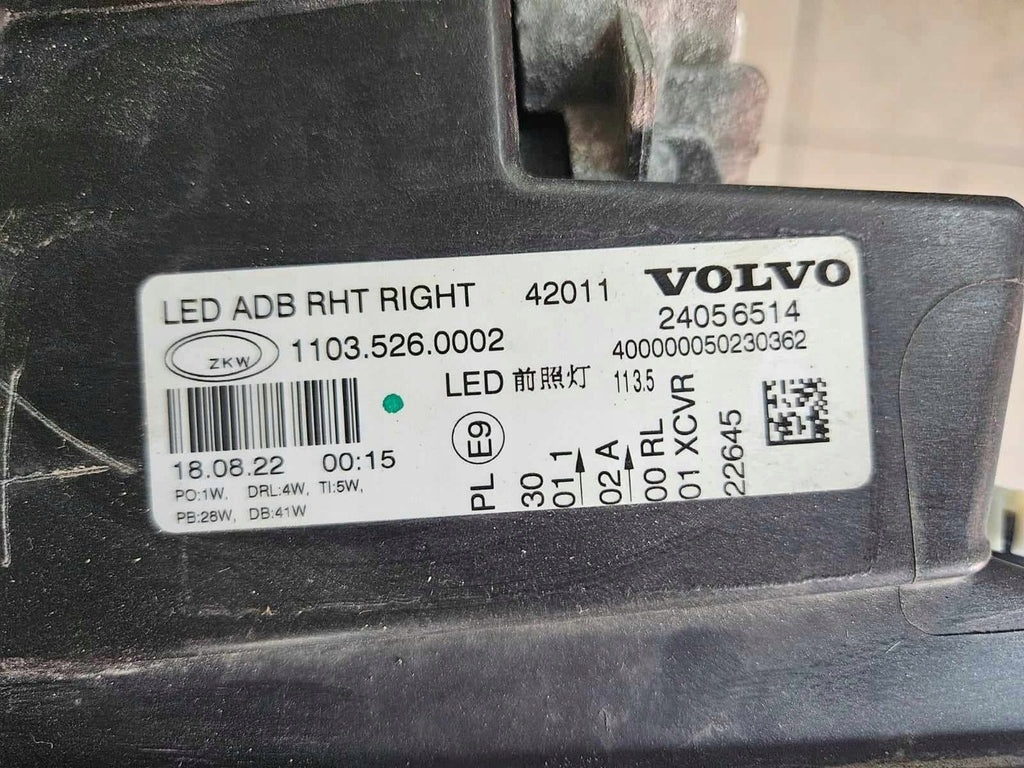 LED ADB RHT RIGHT 42011 VOLVO
24056514
ZKW 1103.526.0002 400000050230362
LED 前照灯 113.5
18.08.22 00:15
PO:1W, DRL:4W, TI:5W,
PB:28W, DB:41W
E9
PL
30
01 1
02 A
00 RL
01 XCVR
22645